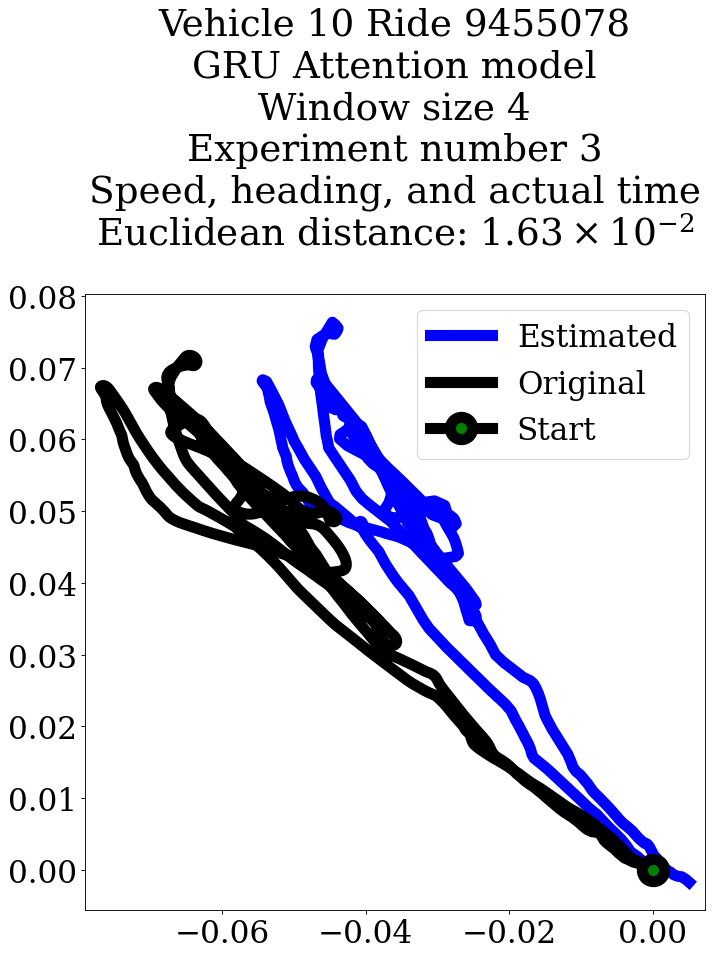 Vehicle 10 Ride 9455078
GRU Attention model
Window size 4
Experiment number 3
Speed, heading, and actual time
Euclidean distance: 1.63 × 10⁻²
0.08
0.07
0.06
0.05
0.04
0.03
0.02
0.01
0.00
Estimated
Original
Start
−0.06
−0.04
−0.02
0.00